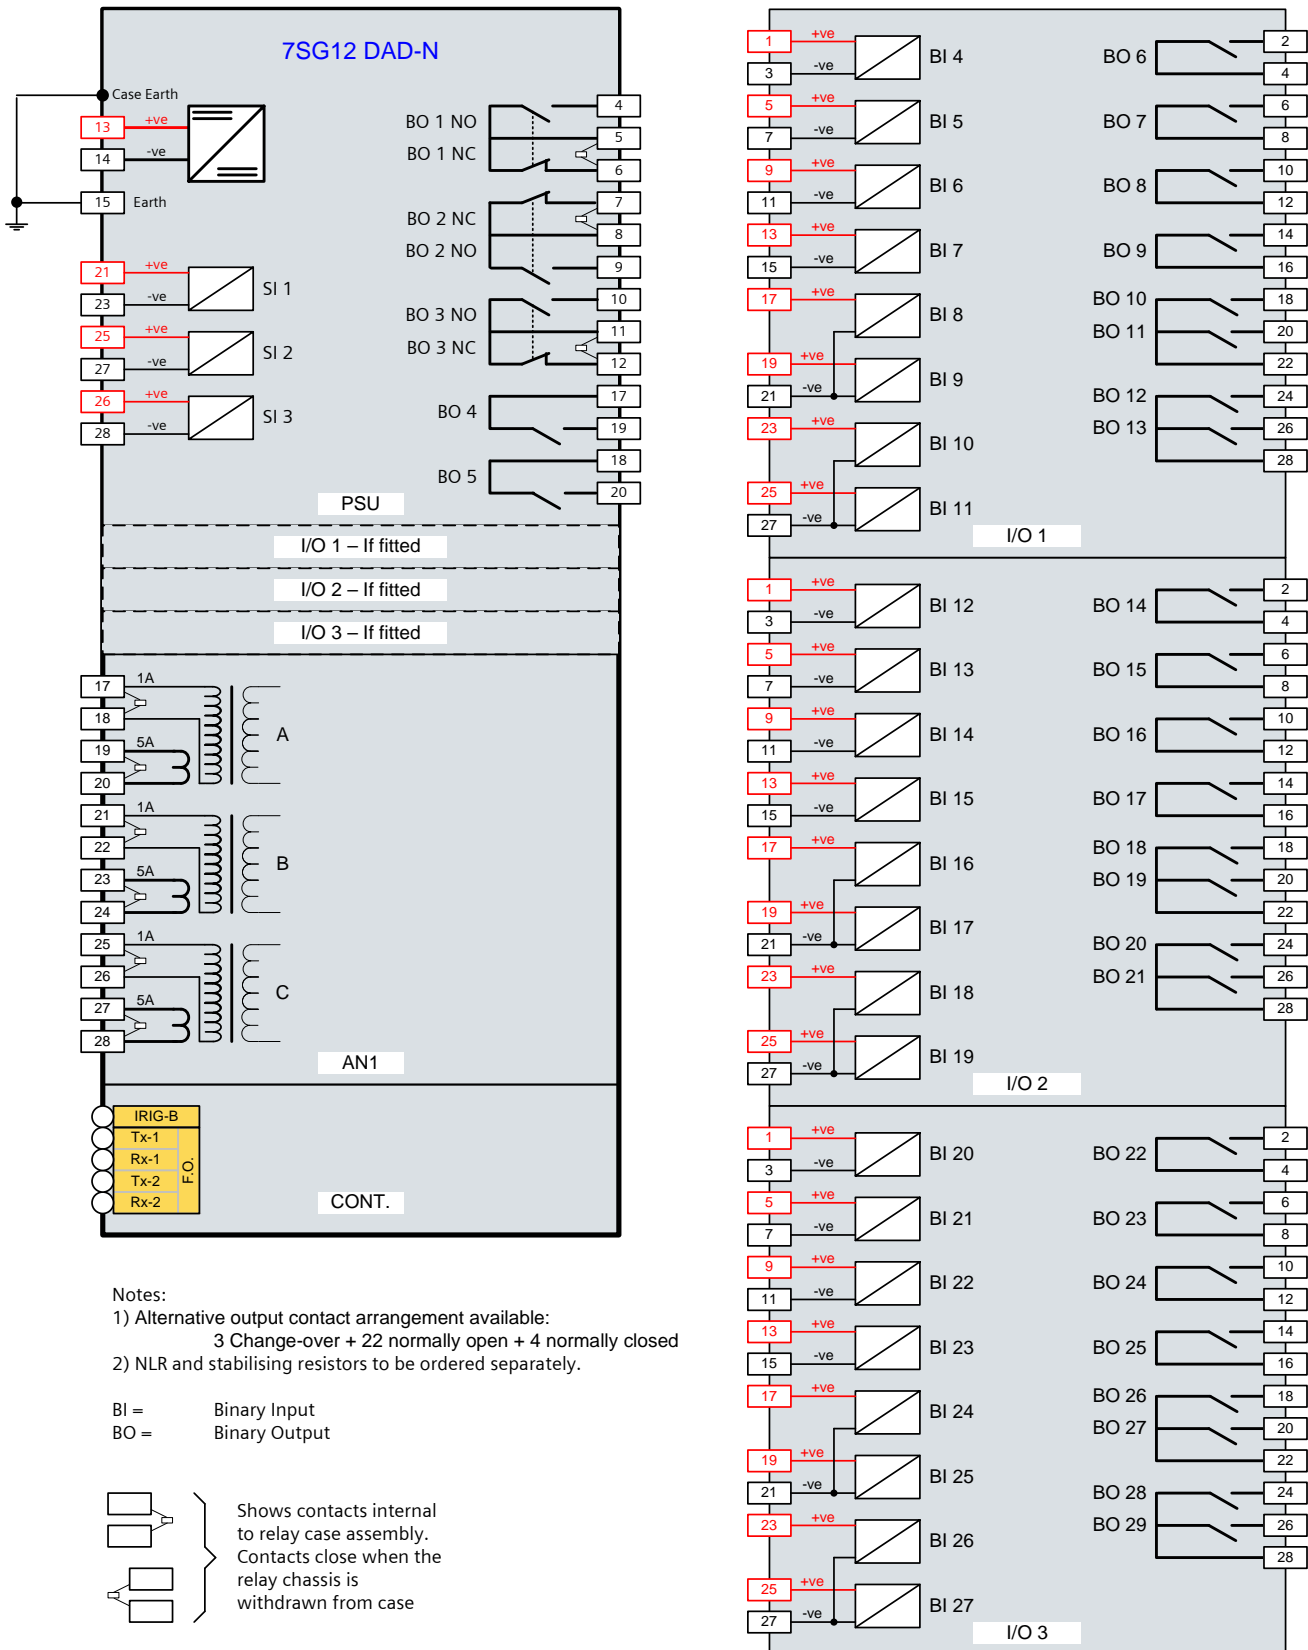 7SG12 DAD-N
Case Earth
13 +ve
14 -ve
15 Earth
21 +ve
SI 1
23 -ve
25 +ve
SI 2
27 -ve
26 +ve
SI 3
28 -ve
BO 1 NO
BO 1 NC
4
5
6
BO 2 NC
BO 2 NO
7
8
9
BO 3 NO
BO 3 NC
10
11
12
BO 4
17
19
BO 5
18
20
PSU
I/O 1 – If fitted
I/O 2 – If fitted
I/O 3 – If fitted
17 1A
18
A
19 5A
20
21 1A
22
B
23 5A
24
25 1A
26
C
27 5A
28
AN1
IRIG-B
Tx-1
Rx-1
Tx-2
Rx-2
F.O.
CONT.
Notes:
1) Alternative output contact arrangement available:
3 Change-over + 22 normally open + 4 normally closed
2) NLR and stabilising resistors to be ordered separately.
BI = Binary Input
BO = Binary Output
Shows contacts internal
to relay case assembly.
Contacts close when the
relay chassis is
withdrawn from case
1 +ve
BI 4
3 -ve
5 +ve
BI 5
7 -ve
9 +ve
BI 6
11 -ve
13 +ve
BI 7
15 -ve
17 +ve
BI 8
19 +ve
BI 9
21 -ve
23 +ve
BI 10
25 +ve
BI 11
27 -ve
BO 6
2
4
BO 7
6
8
BO 8
10
12
BO 9
14
16
BO 10
18
BO 11
20
22
BO 12
24
BO 13
26
28
I/O 1
1 +ve
BI 12
3 -ve
5 +ve
BI 13
7 -ve
9 +ve
BI 14
11 -ve
13 +ve
BI 15
15 -ve
17 +ve
BI 16
19 +ve
BI 17
21 -ve
23 +ve
BI 18
25 +ve
BI 19
27 -ve
BO 14
2
4
BO 15
6
8
BO 16
10
12
BO 17
14
16
BO 18
18
BO 19
20
22
BO 20
24
BO 21
26
28
I/O 2
1 +ve
BI 20
3 -ve
5 +ve
BI 21
7 -ve
9 +ve
BI 22
11 -ve
13 +ve
BI 23
15 -ve
17 +ve
BI 24
19 +ve
BI 25
21 -ve
23 +ve
BI 26
25 +ve
BI 27
27 -ve
BO 22
2
4
BO 23
6
8
BO 24
10
12
BO 25
14
16
BO 26
18
BO 27
20
22
BO 28
24
BO 29
26
28
I/O 3